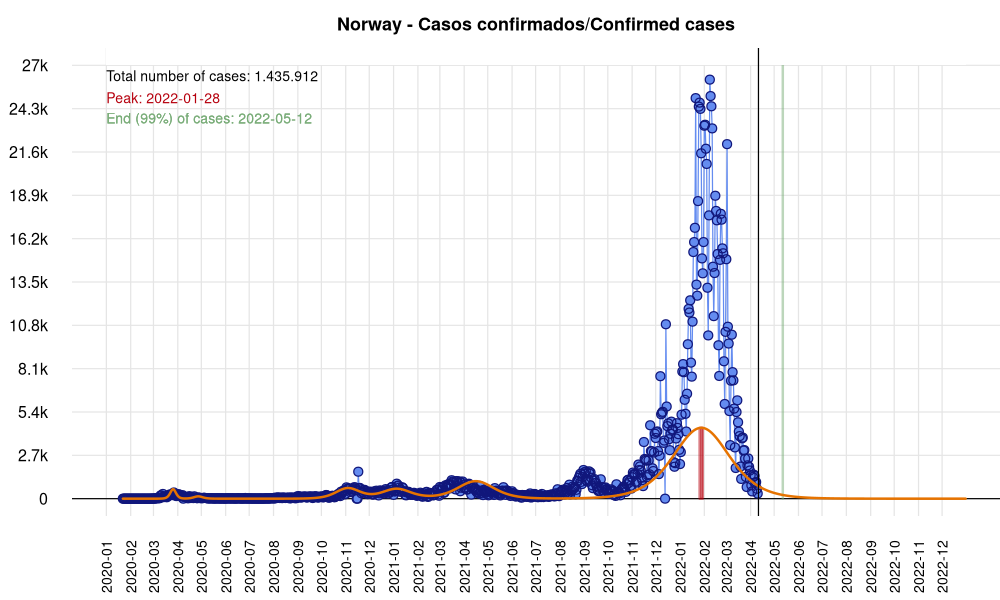 Norway - Casos confirmados/Confirmed cases
Total number of cases: 1.435.912
Peak: 2022-01-28
End (99%) of cases: 2022-05-12
27k
24.3k
21.6k
18.9k
16.2k
13.5k
10.8k
8.1k
5.4k
2.7k
0
2020-01
2020-02
2020-03
2020-04
2020-05
2020-06
2020-07
2020-08
2020-09
2020-10
2020-11
2020-12
2021-01
2021-02
2021-03
2021-04
2021-05
2021-06
2021-07
2021-08
2021-09
2021-10
2021-11
2021-12
2022-01
2022-02
2022-03
2022-04
2022-05
2022-06
2022-07
2022-08
2022-09
2022-10
2022-11
2022-12